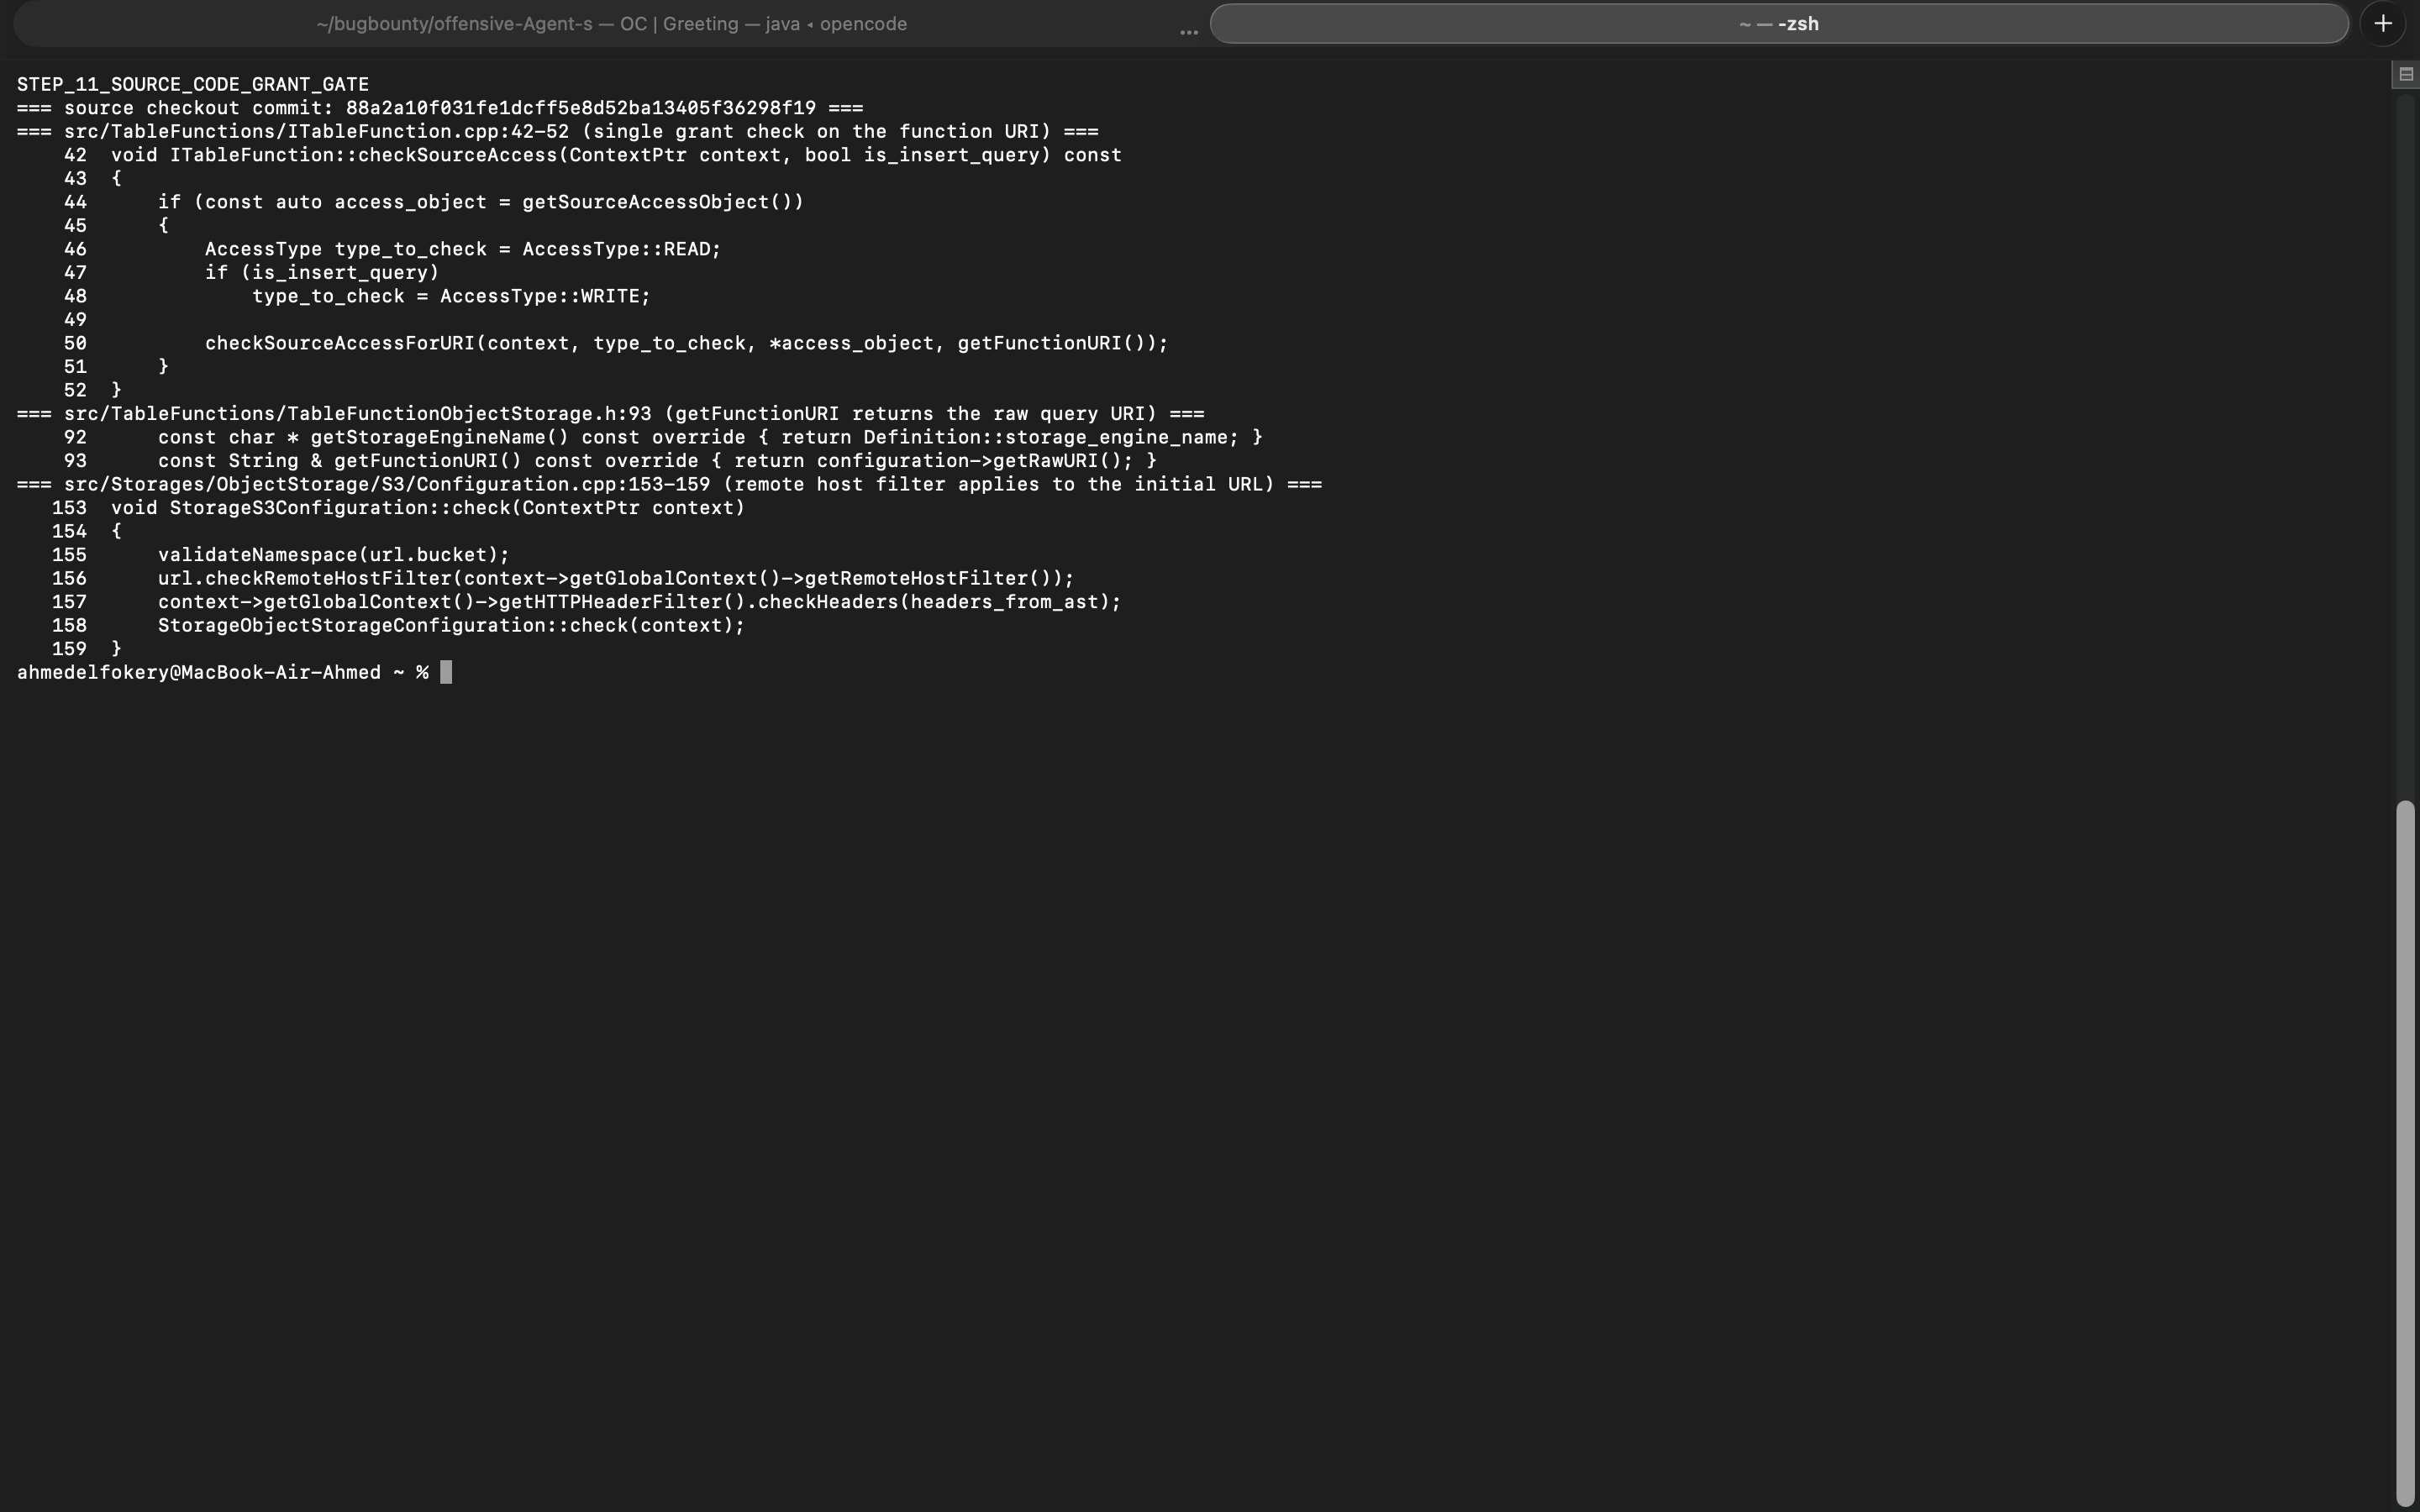 ~/bugbounty/offensive-Agent-s — OC | Greeting — java ◂ opencode
...
~ — -zsh
+
STEP_11_SOURCE_CODE_GRANT_GATE
=== source checkout commit: 88a2a10f031fe1dcff5e8d52ba13405f36298f19 ===
=== src/TableFunctions/ITableFunction.cpp:42-52 (single grant check on the function URI) ===
    42  void ITableFunction::checkSourceAccess(ContextPtr context, bool is_insert_query) const
    43  {
    44      if (const auto access_object = getSourceAccessObject())
    45      {
    46          AccessType type_to_check = AccessType::READ;
    47          if (is_insert_query)
    48              type_to_check = AccessType::WRITE;
    49
    50          checkSourceAccessForURI(context, type_to_check, *access_object, getFunctionURI());
    51      }
    52  }
=== src/TableFunctions/TableFunctionObjectStorage.h:93 (getFunctionURI returns the raw query URI) ===
    92      const char * getStorageEngineName() const override { return Definition::storage_engine_name; }
    93      const String & getFunctionURI() const override { return configuration->getRawURI(); }
=== src/Storages/ObjectStorage/S3/Configuration.cpp:153-159 (remote host filter applies to the initial URL) ===
   153  void StorageS3Configuration::check(ContextPtr context)
   154  {
   155      validateNamespace(url.bucket);
   156      url.checkRemoteHostFilter(context->getGlobalContext()->getRemoteHostFilter());
   157      context->getGlobalContext()->getHTTPHeaderFilter().checkHeaders(headers_from_ast);
   158      StorageObjectStorageConfiguration::check(context);
   159  }
ahmedelfokery@MacBook-Air-Ahmed ~ %